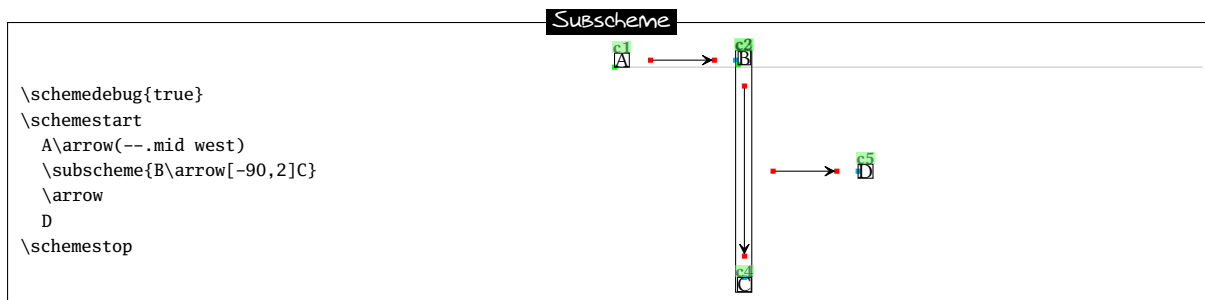 Subscheme
\schemedebug{true}
\schemestart
A\arrow(--.mid west)
\subscheme{B\arrow[-90,2]C}
\arrow
D
\schemestop
c1
A
c2
B
c5
D
c4
C